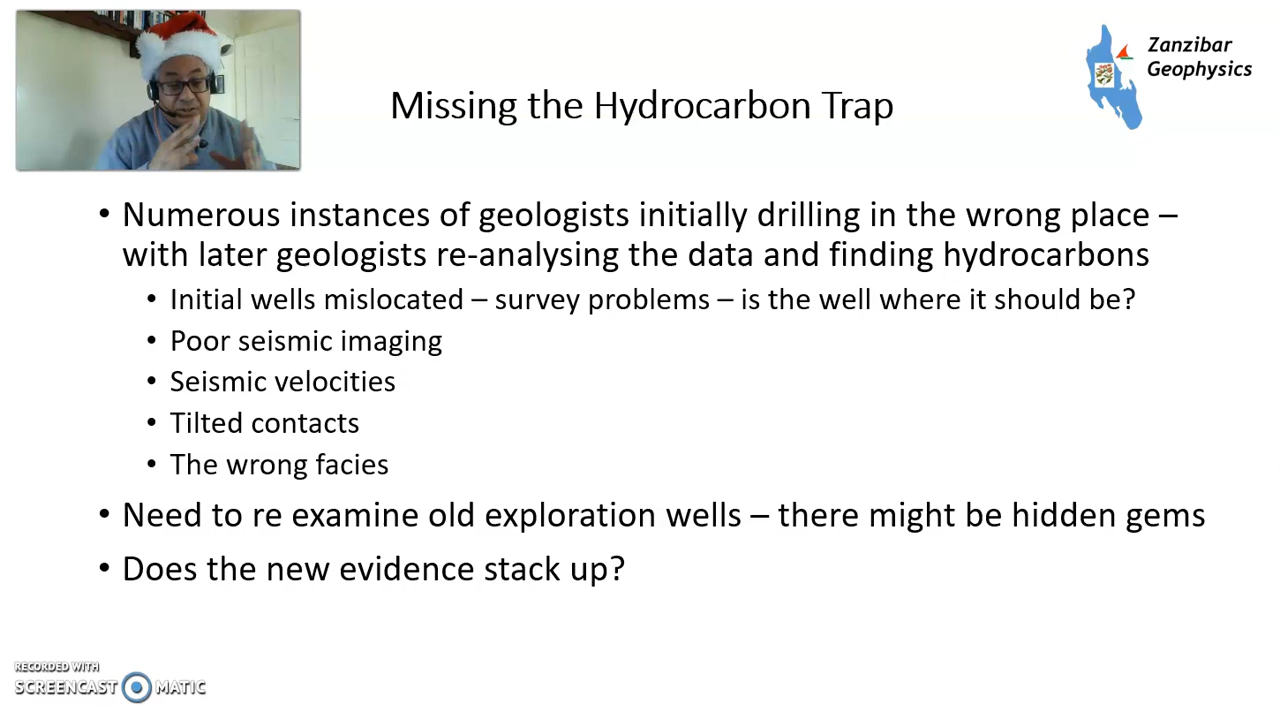 Zanzibar
Geophysics
Missing the Hydrocarbon Trap
• Numerous instances of geologists initially drilling in the wrong place –
with later geologists re-analysing the data and finding hydrocarbons
• Initial wells mislocated – survey problems – is the well where it should be?
• Poor seismic imaging
• Seismic velocities
• Tilted contacts
• The wrong facies
• Need to re examine old exploration wells – there might be hidden gems
• Does the new evidence stack up?
RECORDED WITH
SCREENCAST MATIC